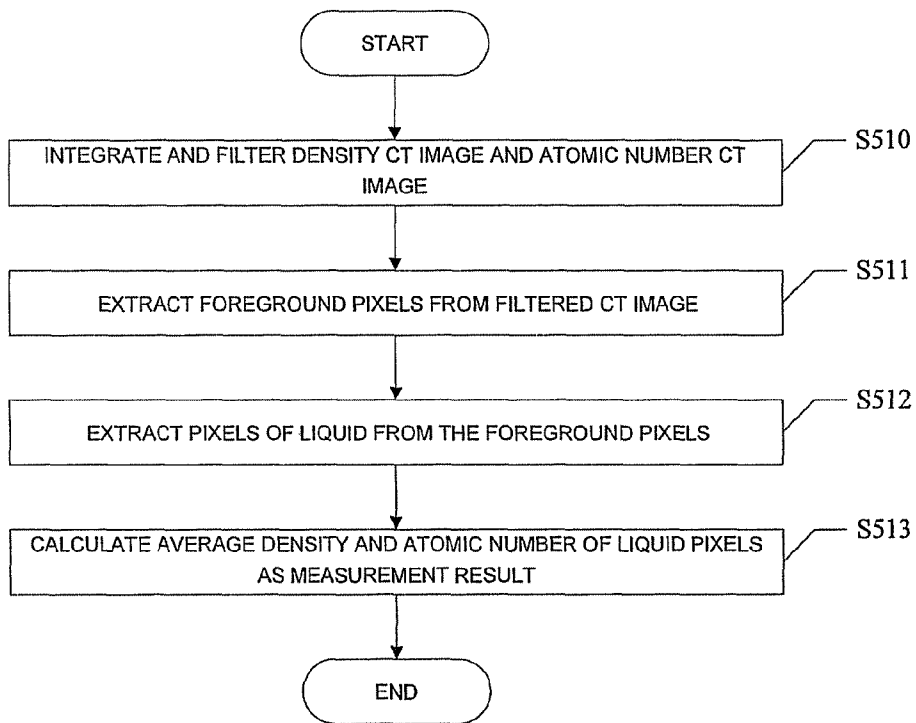 START
INTEGRATE AND FILTER DENSITY CT IMAGE AND ATOMIC NUMBER CT
IMAGE
S510
EXTRACT FOREGROUND PIXELS FROM FILTERED CT IMAGE
S511
EXTRACT PIXELS OF LIQUID FROM THE FOREGROUND PIXELS
S512
CALCULATE AVERAGE DENSITY AND ATOMIC NUMBER OF LIQUID PIXELS
AS MEASUREMENT RESULT
S513
END